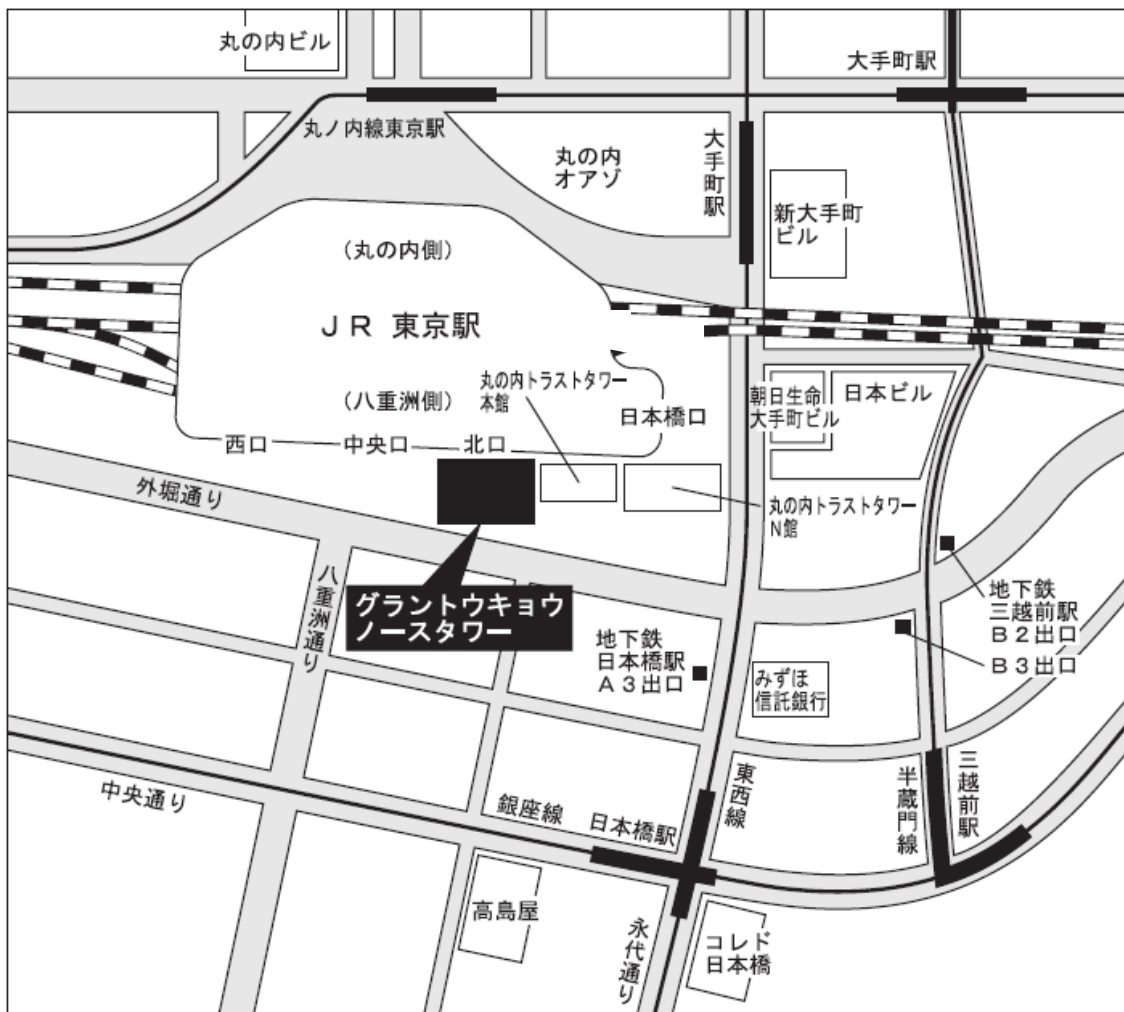 丸の内ビル
大手町駅
丸ノ内線東京駅
丸の内
オアゾ
大手町駅
新大手町
ビル
（丸の内側）
ＪＲ 東京駅
（八重洲側）
丸の内トラストタワー
本館
日本橋口
朝日生命
大手町ビル
日本ビル
西口
中央口
北口
外堀通り
丸の内トラストタワー
Ｎ館
八重洲通り
グラントウキョウ
ノースタワー
地下鉄
日本橋駅
Ａ３出口
地下鉄
三越前駅
Ｂ２出口
Ｂ３出口
みずほ
信託銀行
中央通り
銀座線
日本橋駅
東西線
半蔵門線
三越前駅
高島屋
永代通り
コレド
日本橋